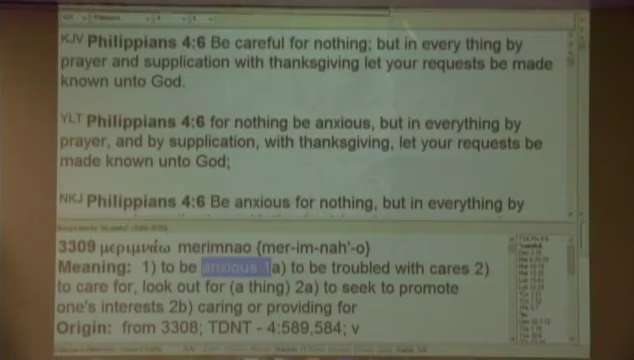 KJV Philippians 4:6 Be careful for nothing; but in every thing by
prayer and supplication with thanksgiving let your requests be made
known unto God.
YLT Philippians 4:6 for nothing be anxious, but in everything by
prayer, and by supplication, with thanksgiving, let your requests be
made known unto God;
NKJ Philippians 4:6 Be anxious for nothing, but in everything by
3309 μεριμνάω merimnao {mer-im-nah'-o}
Meaning: 1) to be anxious 1a) to be troubled with cares 2)
to care for, look out for (a thing) 2a) to seek to promote
one's interests 2b) caring or providing for
Origin: from 3308; TDNT - 4:589,584; v